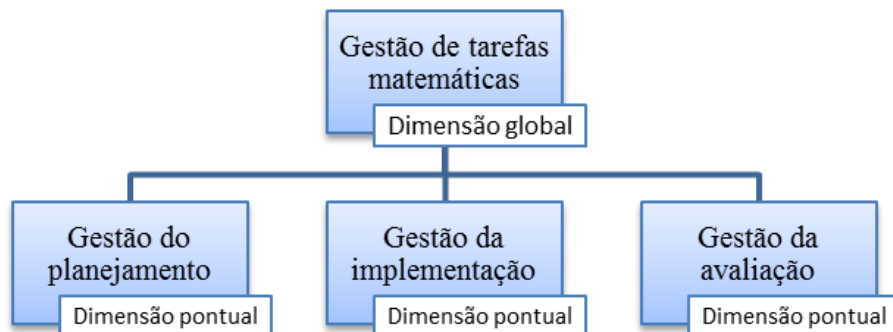 Gestão de tarefas
matemáticas
Dimensão global
Gestão do
planejamento
Dimensão pontual
Gestão da
implementação
Dimensão pontual
Gestão da
avaliação
Dimensão pontual